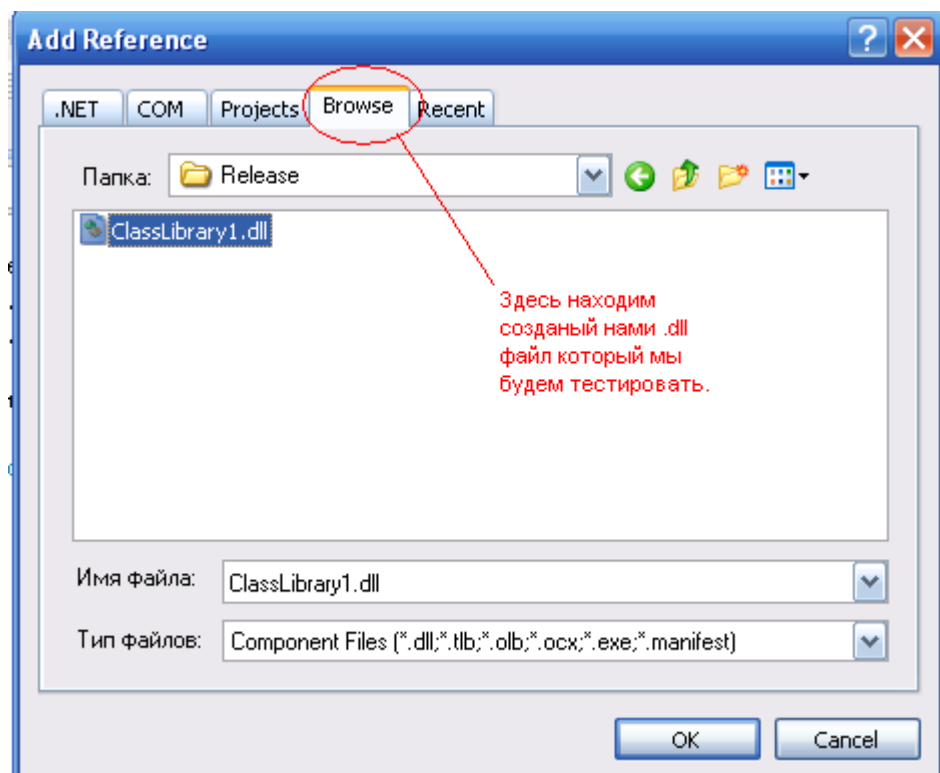 Add Reference
.NET COM Projects Browse Recent
Папка: Release
ClassLibrary1.dll
Здесь находим
созданый нами .dll
файл который мы
будем тестировать.
Имя файла: ClassLibrary1.dll
Тип файлов: Component Files (*.dll;*.tlb;*.olb;*.ocx;*.exe;*.manifest)
OK Cancel